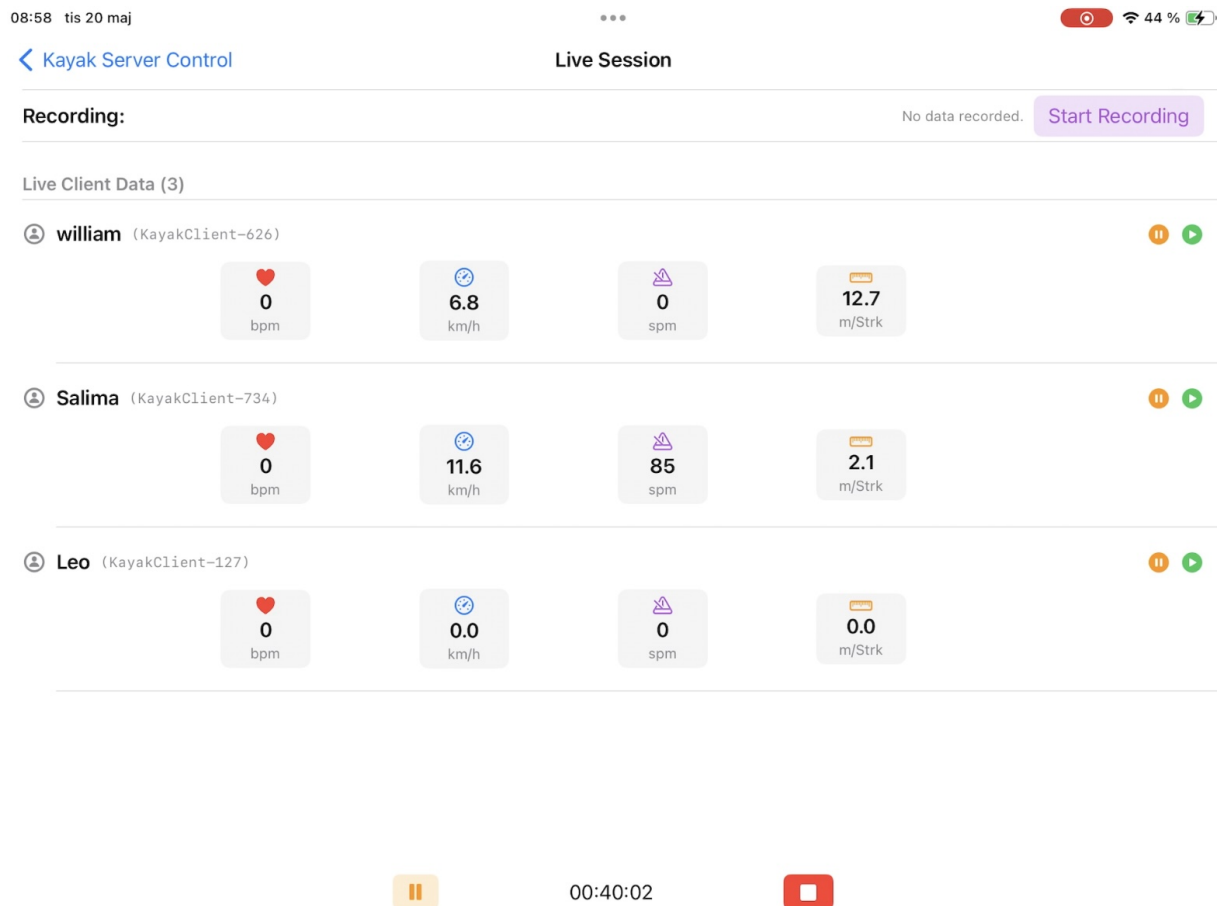 08:58 tis 20 maj
44 %
Kayak Server Control
Live Session
Recording:
No data recorded.
Start Recording
Live Client Data (3)
william (KayakClient-626)
0
bpm
6.8
km/h
0
spm
12.7
m/Strk
Salima (KayakClient-734)
0
bpm
11.6
km/h
85
spm
2.1
m/Strk
Leo (KayakClient-127)
0
bpm
0.0
km/h
0
spm
0.0
m/Strk
00:40:02